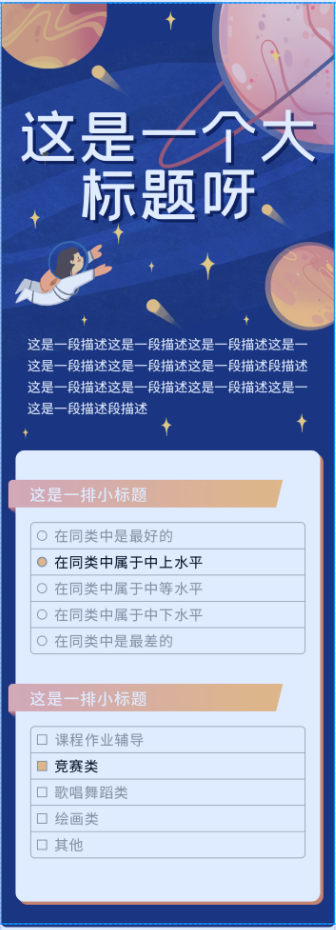 这是一个大
标题呀
这是一段描述这是一段描述这是一段描述这是一
这是一段描述这是一段描述这是一段描述段描述
这是一段描述这是一段描述这是一段描述这是一
这是一段描述段描述
这是一排小标题
在同类中是最好的
在同类中属于中上水平
在同类中属于中等水平
在同类中属于中下水平
在同类中是最差的
这是一排小标题
课程作业辅导
竞赛类
歌唱舞蹈类
绘画类
其他